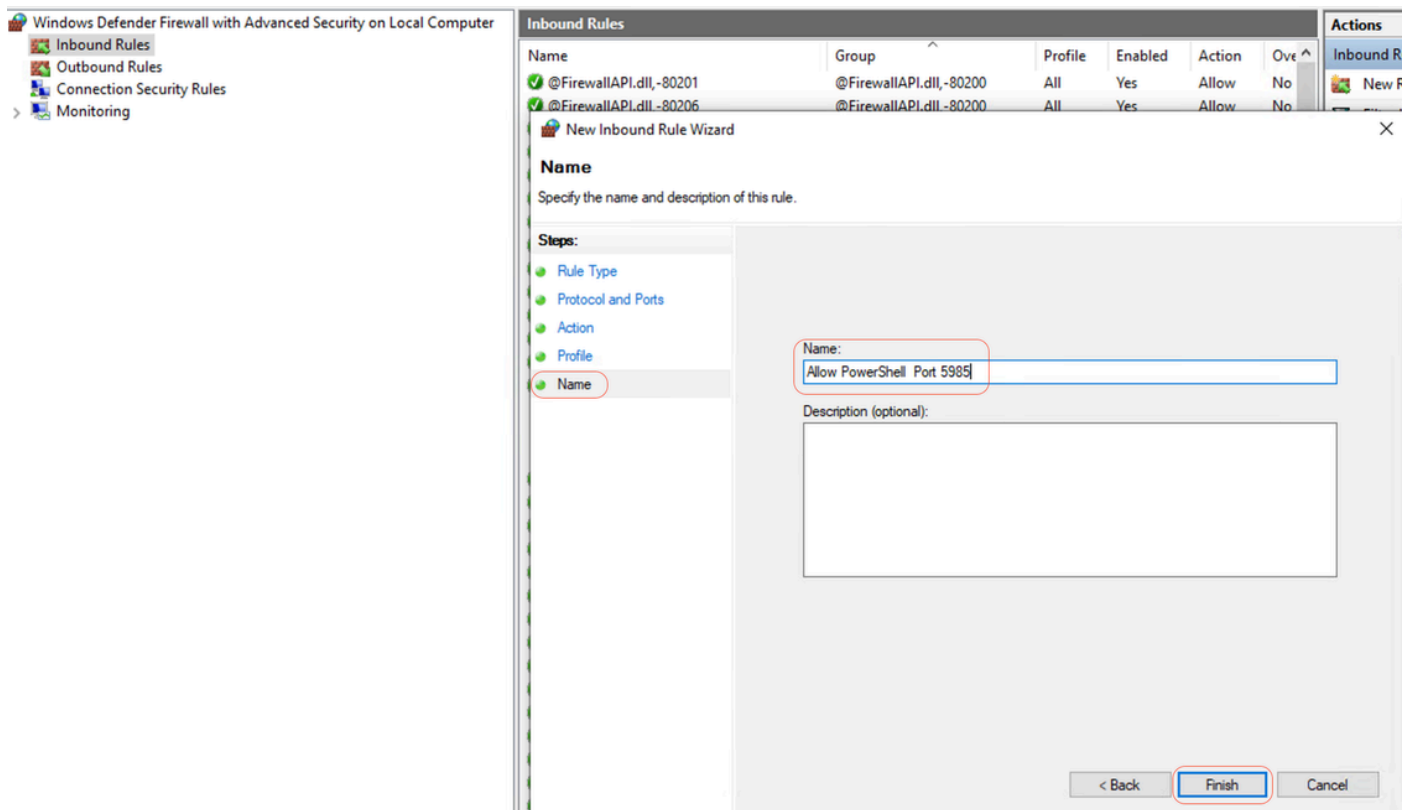 Windows Defender Firewall with Advanced Security on Local Computer
Inbound Rules
Outbound Rules
Connection Security Rules
Monitoring
Inbound Rules
Name Group Profile Enabled Action Ove
@FirewallAPI.dll,-80201 @FirewallAPI.dll,-80200 All Yes Allow No
@FirewallAPI.dll,-80206 @FirewallAPI.dll,-80200 All Yes Allow No
Actions
Inbound R
New R
New Inbound Rule Wizard
Name
Specify the name and description of this rule.
Steps:
Rule Type
Protocol and Ports
Action
Profile
Name
Name:
Allow PowerShell  Port 5985
Description (optional):
< Back Finish Cancel